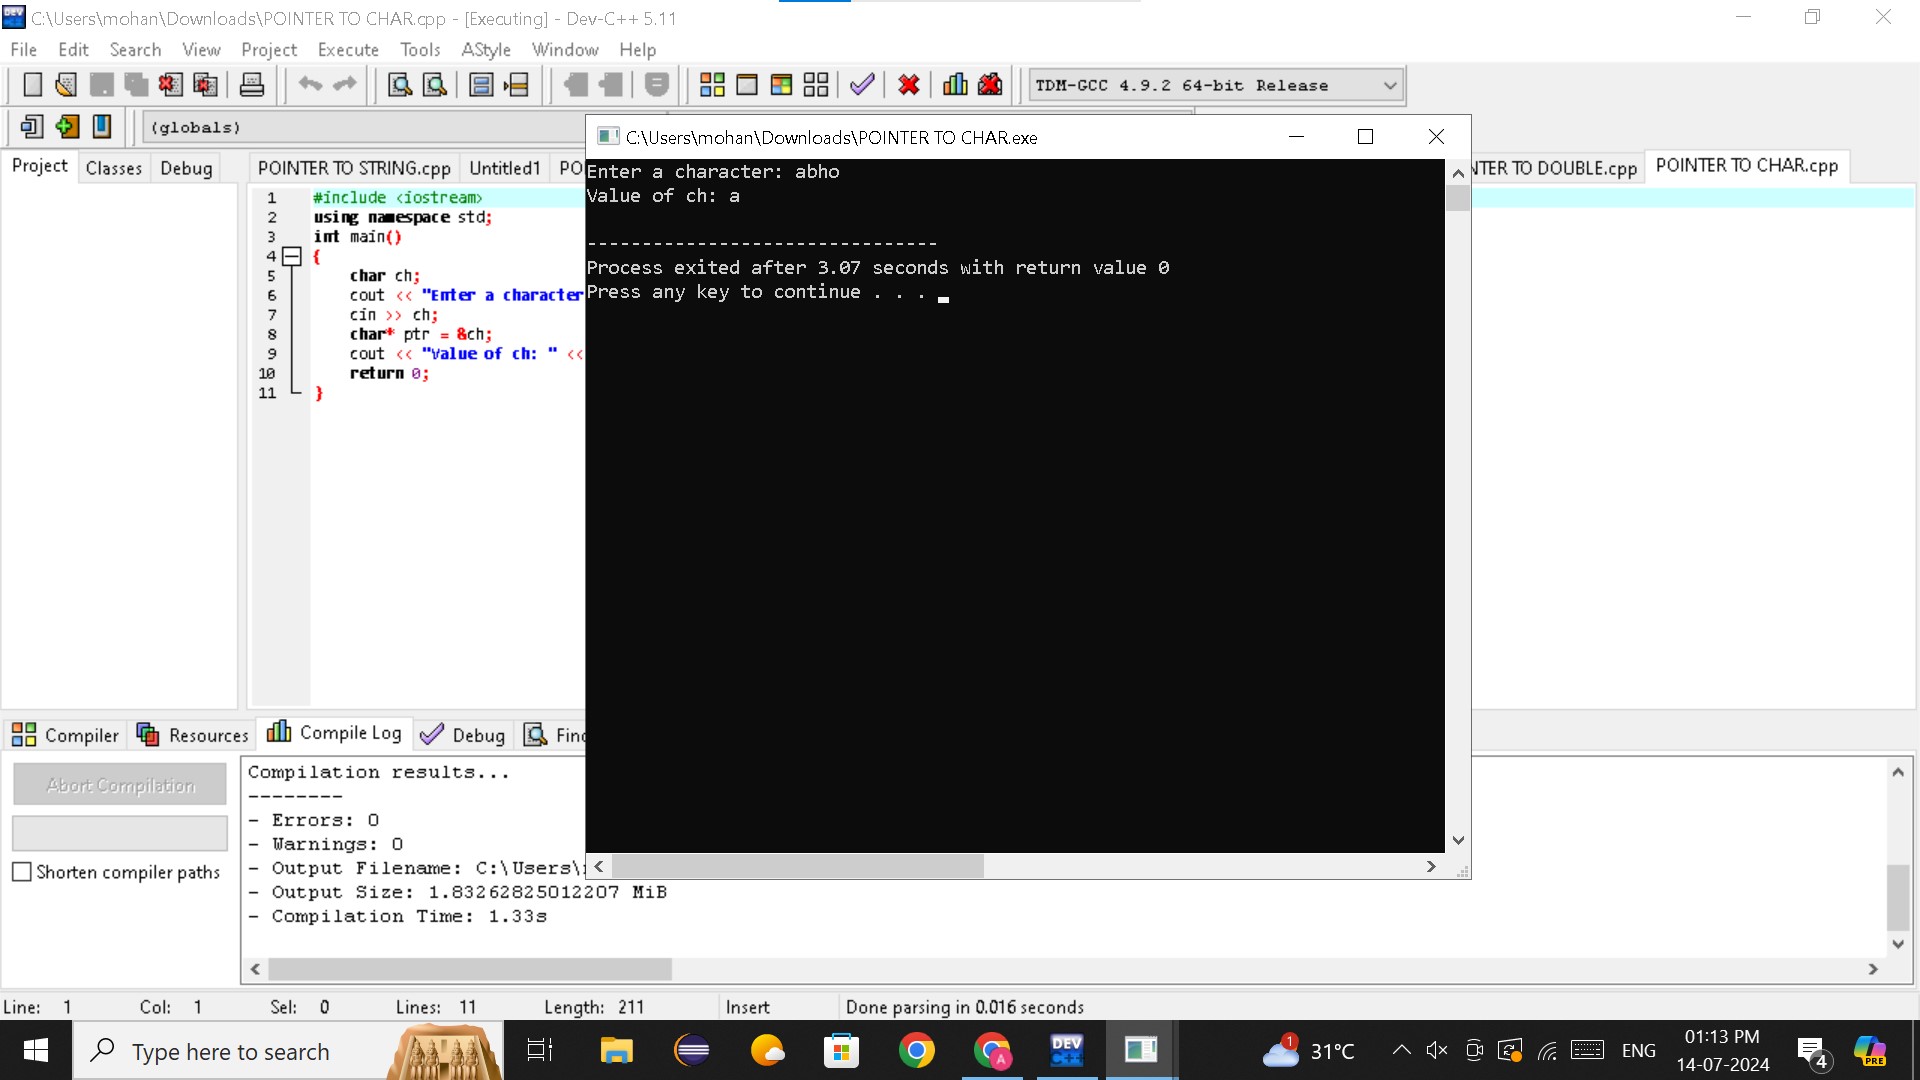 C:\Users\mohan\Downloads\POINTER TO CHAR.cpp - [Executing] - Dev-C++ 5.11
File Edit Search View Project Execute Tools AStyle Window Help
TDM-GCC 4.9.2 64-bit Release
(globals)
Project Classes Debug
POINTER TO STRING.cpp Untitled1 PO NTER TO DOUBLE.cpp POINTER TO CHAR.cpp
1 #include <iostream>
2 using namespace std;
3 int main()
4 {
5 char ch;
6 cout << "Enter a character
7 cin >> ch;
8 char* ptr = &ch;
9 cout << "Value of ch: " <<
10 return 0;
11 }
C:\Users\mohan\Downloads\POINTER TO CHAR.exe
Enter a character: abho
Value of ch: a
--------------------------------
Process exited after 3.07 seconds with return value 0
Press any key to continue . . .
Compiler Resources Compile Log Debug Find
Abort Compilation
Shorten compiler paths
Compilation results...
--------
- Errors: 0
- Warnings: 0
- Output Filename: C:\Users\
- Output Size: 1.83262825012207 MiB
- Compilation Time: 1.33s
Line: 1 Col: 1 Sel: 0 Lines: 11 Length: 211 Insert Done parsing in 0.016 seconds
Type here to search
DEV C++
A
1
31°C
ENG
01:13 PM
14-07-2024
4
PRE